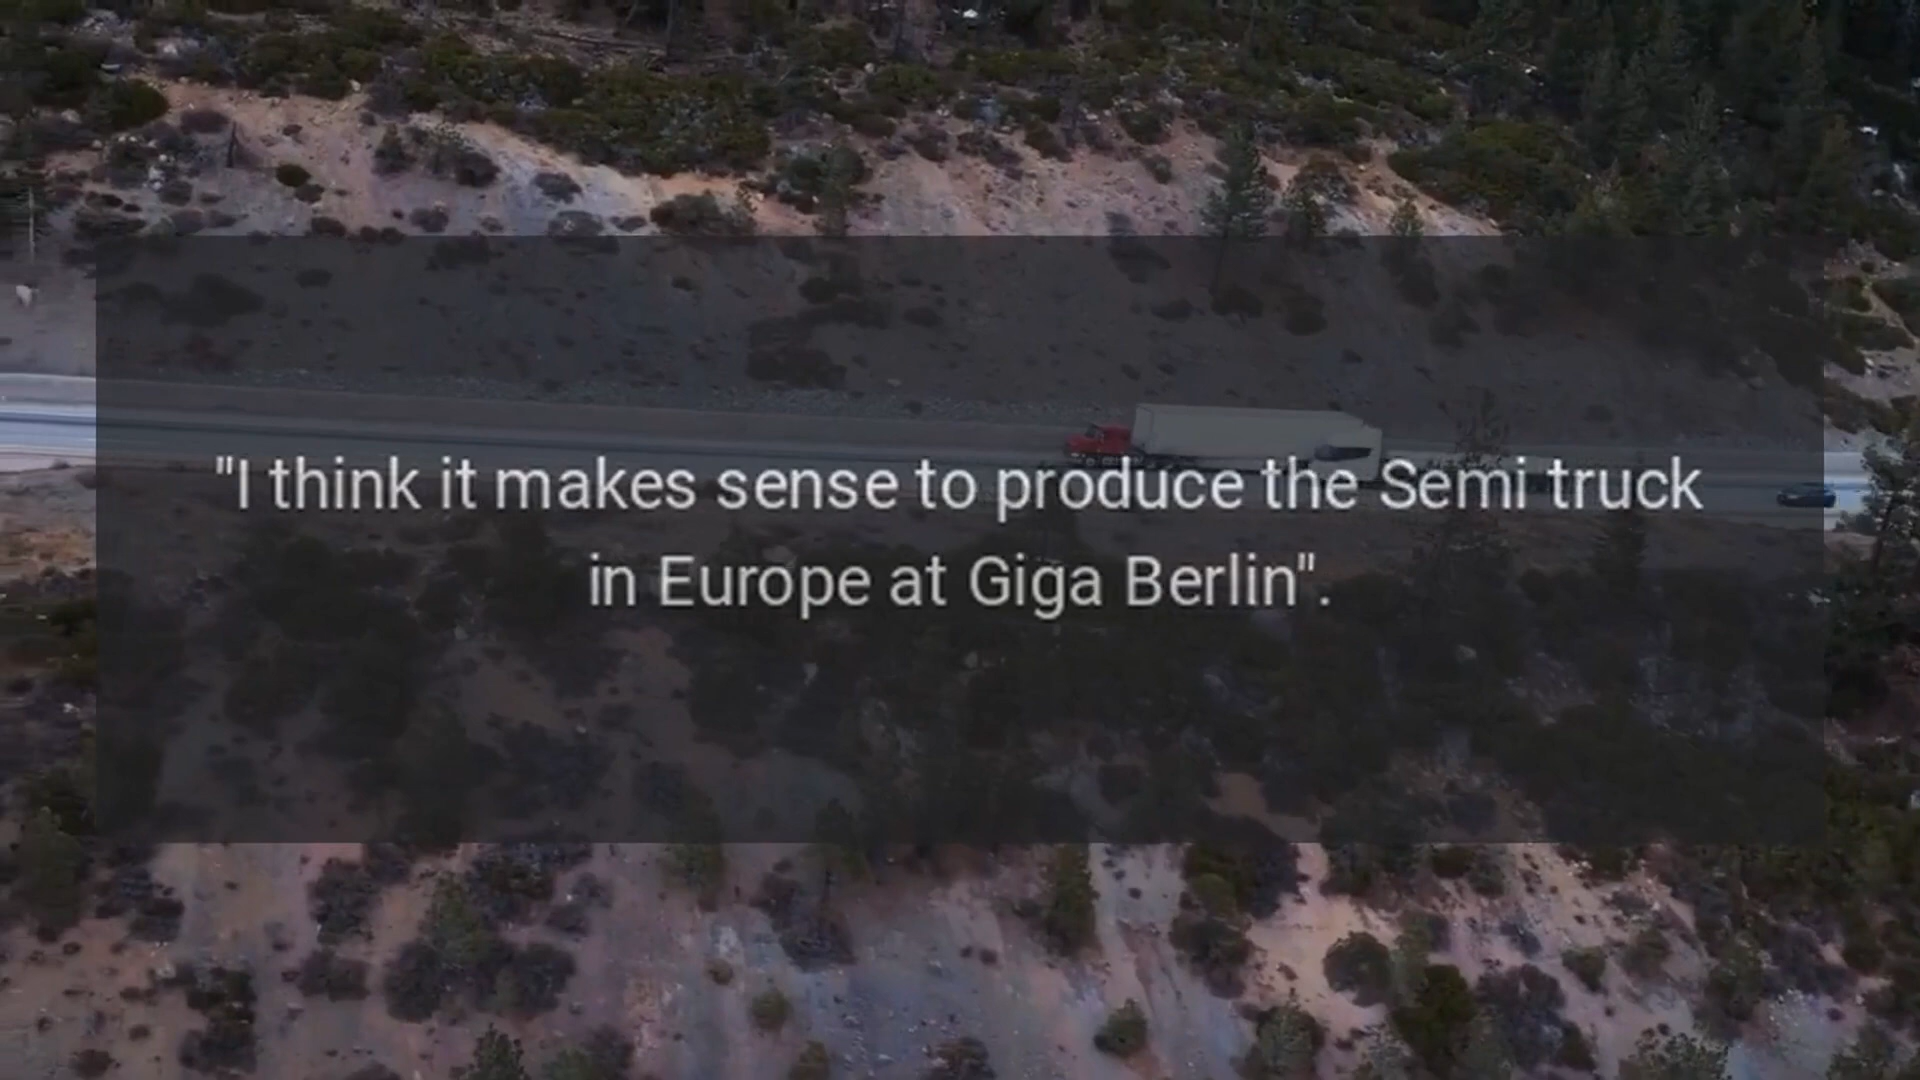 "I think it makes sense to produce the Semi truck
in Europe at Giga Berlin".